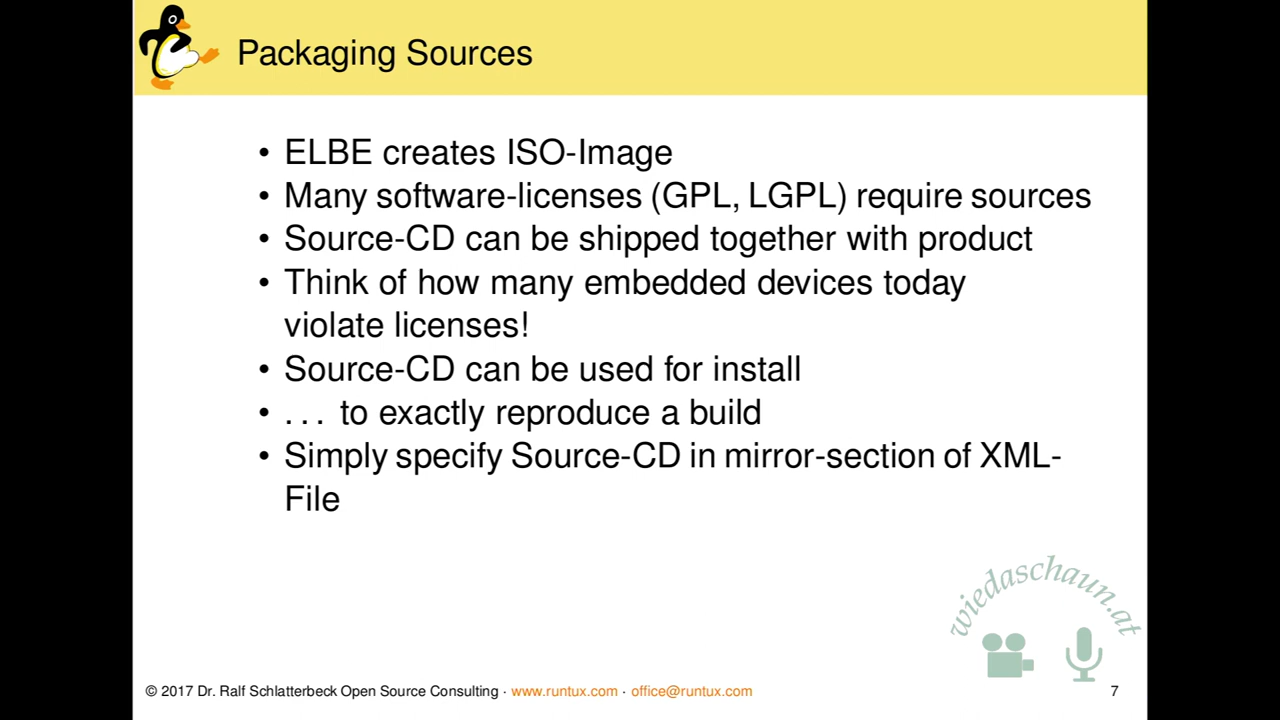 Packaging Sources
• ELBE creates ISO-Image
• Many software-licenses (GPL, LGPL) require sources
• Source-CD can be shipped together with product
• Think of how many embedded devices today
violate licenses!
• Source-CD can be used for install
• . . . to exactly reproduce a build
• Simply specify Source-CD in mirror-section of XML-
File
wiedaschaun.at
© 2017 Dr. Ralf Schlatterbeck Open Source Consulting · www.runtux.com · office@runtux.com 7